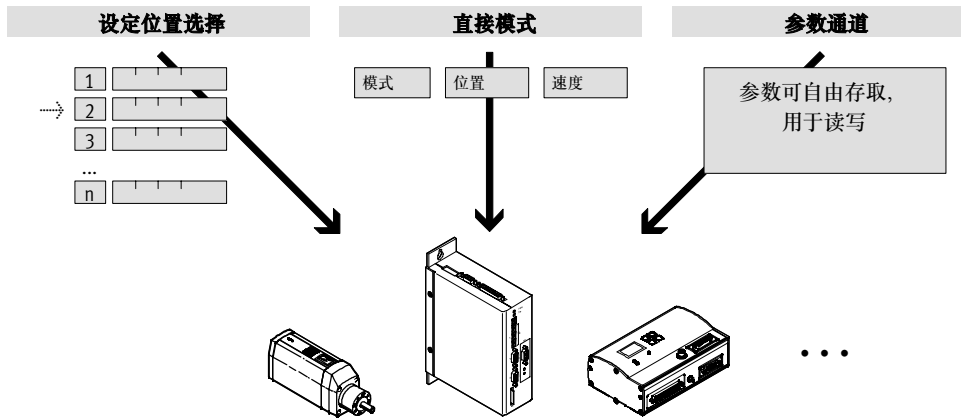 设定位置选择
直接模式
参数通道
1
2
3
...
n
模式
位置
速度
参数可自由存取,
用于读写
...